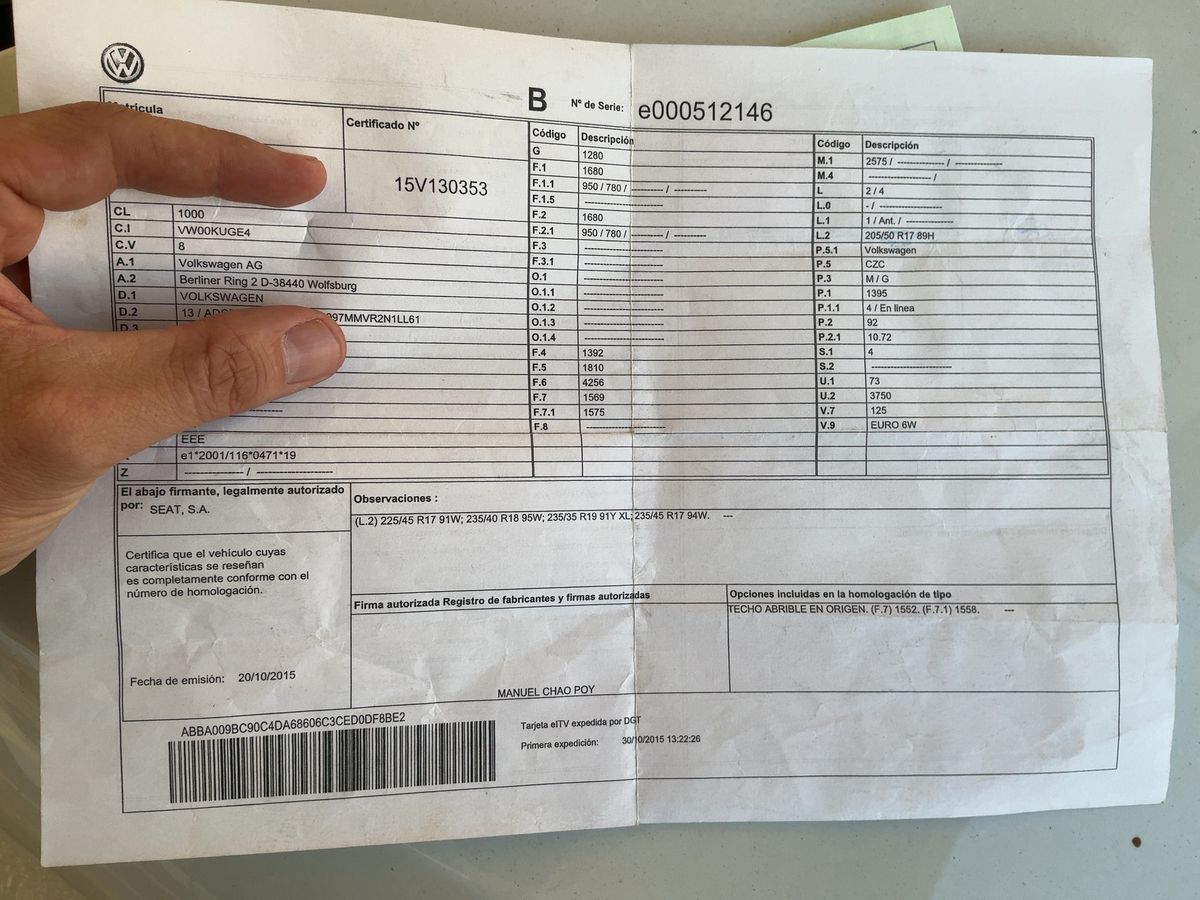 B Nº de Serie: e000512146
Certificado Nº
15V130353
CL 1000
C.I VW00KUGE4
C.V 8
A.1 Volkswagen AG
A.2 Berliner Ring 2 D-38440 Wolfsburg
D.1 VOLKSWAGEN
D.2 13 / 097MMVR2N1LL61
EEE
e1*2001/116*0471*19
Z ---------------- / ---------------------
Código Descripción
G 1280
F.1 1680
F.1.1 950 / 780 / --------- / ---------
F.1.5 ---------------------
F.2 1680
F.2.1 950 / 780 / --------- / ---------
F.3 ---------------------
F.3.1 ---------------------
O.1 ---------------------
O.1.1 ---------------------
O.1.2 ---------------------
O.1.3 ---------------------
O.1.4 ---------------------
F.4 1392
F.5 1810
F.6 4256
F.7 1569
F.7.1 1575
F.8 ---------------------
Código Descripción
M.1 2575 / ------------- / -------------
M.4 ----------------- /
L 2 / 4
L.0 - / -----------------
L.1 1 / Ant. / -------------
L.2 205/50 R17 89H
P.5.1 Volkswagen
P.5 CZC
P.3 M / G
P.1 1395
P.1.1 4 / En linea
P.2 92
P.2.1 10.72
S.1 4
S.2 ---------------------
U.1 73
U.2 3750
V.7 125
V.9 EURO 6W
El abajo firmante, legalmente autorizado
por: SEAT, S.A.
Certifica que el vehículo cuyas
características se reseñan
es completamente conforme con el
número de homologación.
Fecha de emisión: 20/10/2015
Observaciones :
(L.2) 225/45 R17 91W; 235/40 R18 95W; 235/35 R19 91Y XL; 235/45 R17 94W. ---
Firma autorizada Registro de fabricantes y firmas autorizadas
MANUEL CHAO POY
Opciones incluidas en la homologación de tipo
TECHO ABRIBLE EN ORIGEN. (F.7) 1552. (F.7.1) 1558. ---
ABBA009BC90C4DA68606C3CED0DF8BE2
Tarjeta eITV expedida por DGT
Primera expedición: 30/10/2015 13:22:26